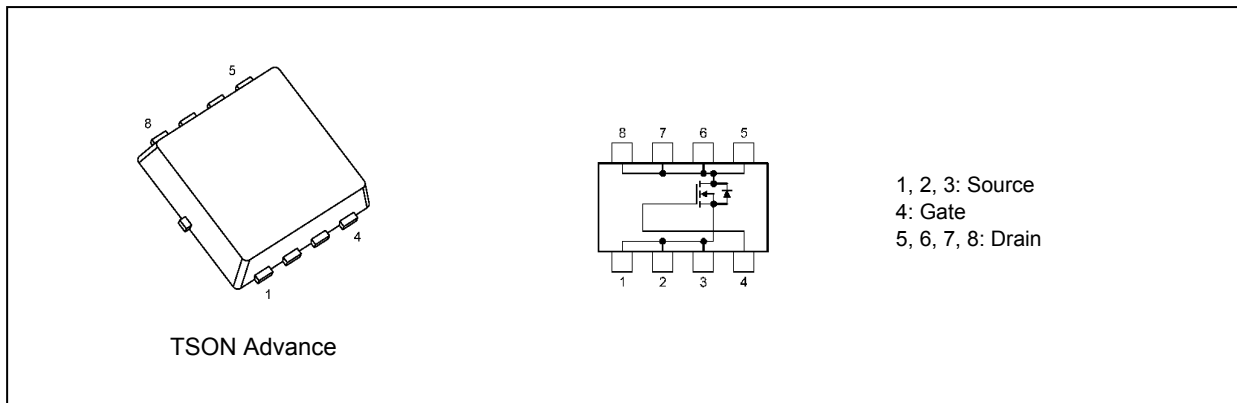 5
8
4
1
TSON Advance
8 7 6 5
1 2 3 4
1, 2, 3: Source
4: Gate
5, 6, 7, 8: Drain